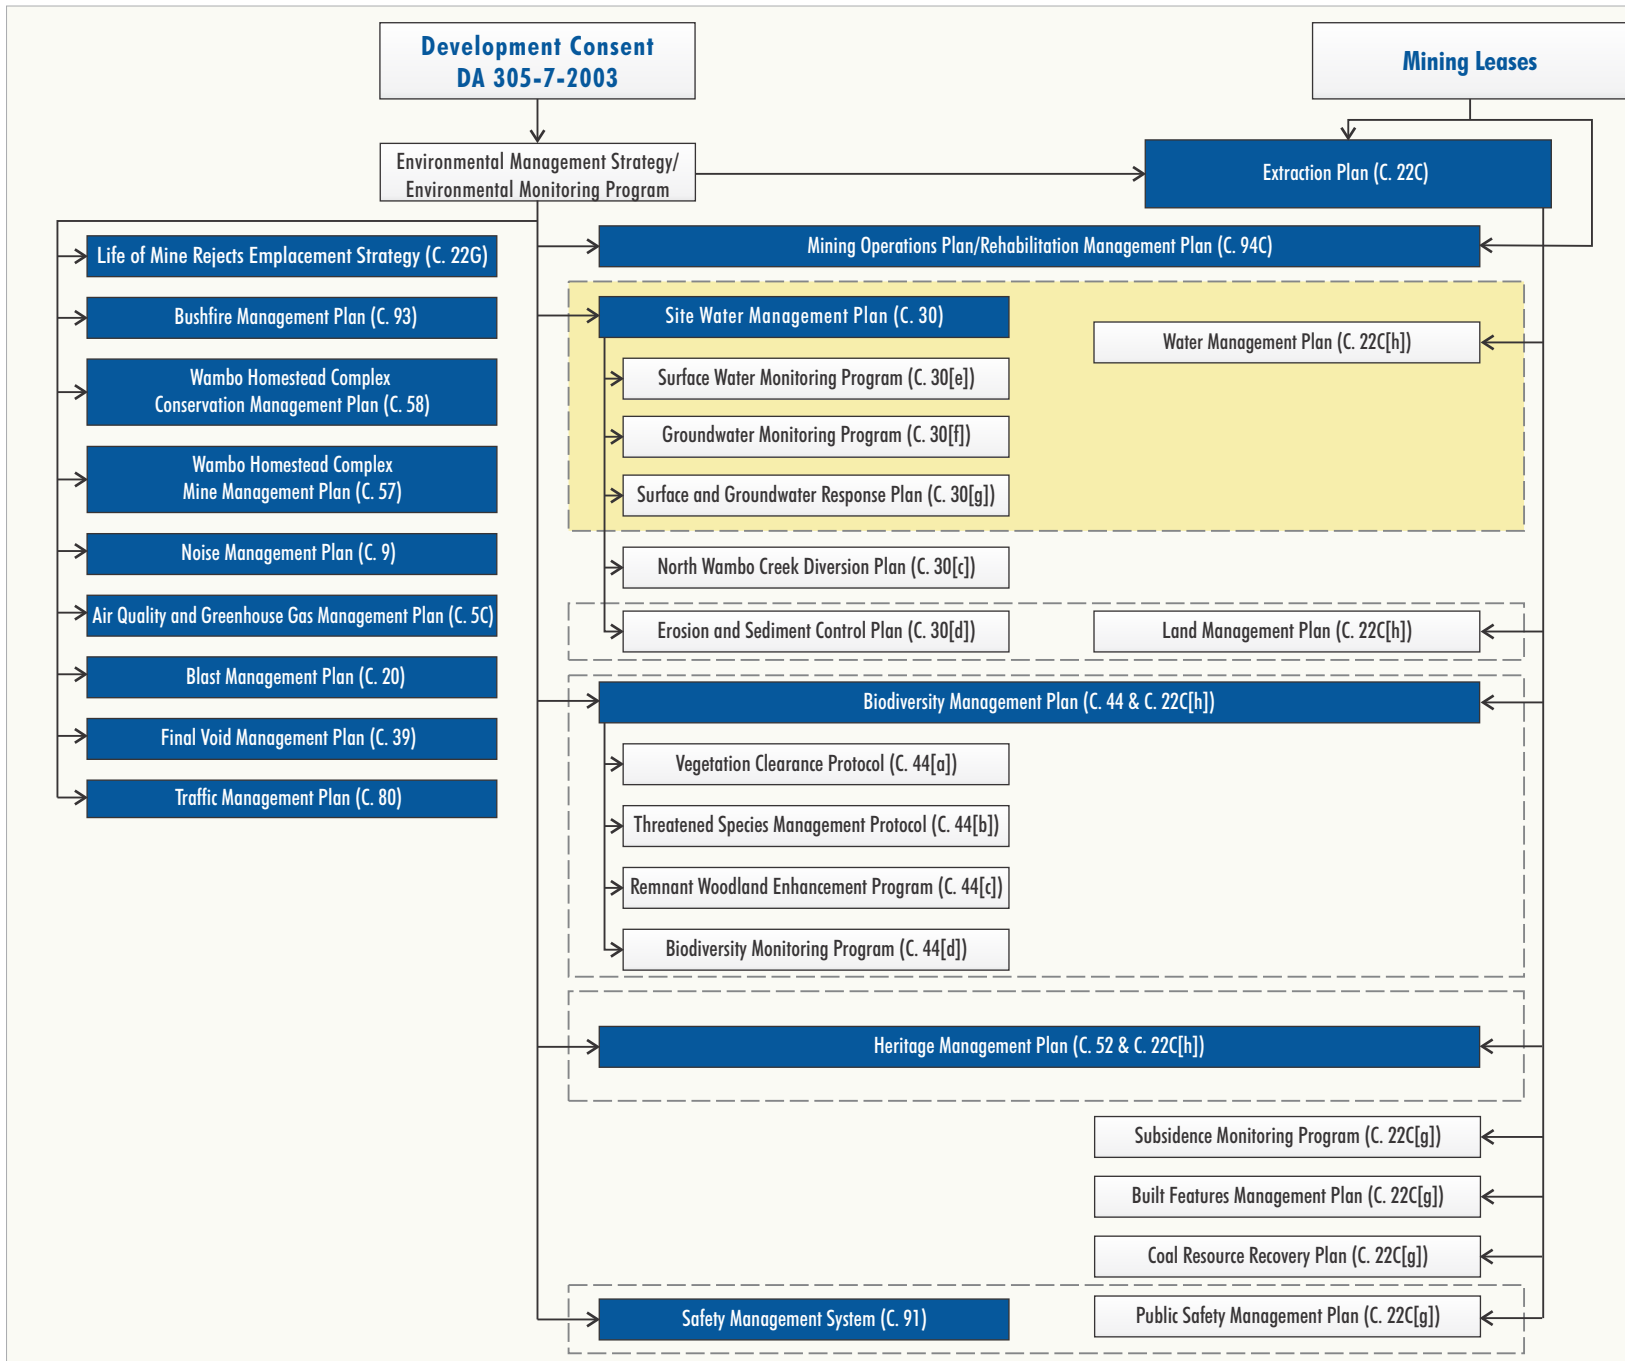 Development Consent
DA 305-7-2003
Mining Leases
Environmental Management Strategy/
Environmental Monitoring Program
Extraction Plan (C. 22C)
Life of Mine Rejects Emplacement Strategy (C. 22G)
Bushfire Management Plan (C. 93)
Wambo Homestead Complex
Conservation Management Plan (C. 58)
Wambo Homestead Complex
Mine Management Plan (C. 57)
Noise Management Plan (C. 9)
Air Quality and Greenhouse Gas Management Plan (C. 5C)
Blast Management Plan (C. 20)
Final Void Management Plan (C. 39)
Traffic Management Plan (C. 80)
Mining Operations Plan/Rehabilitation Management Plan (C. 94C)
Site Water Management Plan (C. 30)
Water Management Plan (C. 22C[h])
Surface Water Monitoring Program (C. 30[e])
Groundwater Monitoring Program (C. 30[f])
Surface and Groundwater Response Plan (C. 30[g])
North Wambo Creek Diversion Plan (C. 30[c])
Erosion and Sediment Control Plan (C. 30[d])
Land Management Plan (C. 22C[h])
Biodiversity Management Plan (C. 44 & C. 22C[h])
Vegetation Clearance Protocol (C. 44[a])
Threatened Species Management Protocol (C. 44[b])
Remnant Woodland Enhancement Program (C. 44[c])
Biodiversity Monitoring Program (C. 44[d])
Heritage Management Plan (C. 52 & C. 22C[h])
Subsidence Monitoring Program (C. 22C[g])
Built Features Management Plan (C. 22C[g])
Coal Resource Recovery Plan (C. 22C[g])
Safety Management System (C. 91)
Public Safety Management Plan (C. 22C[g])